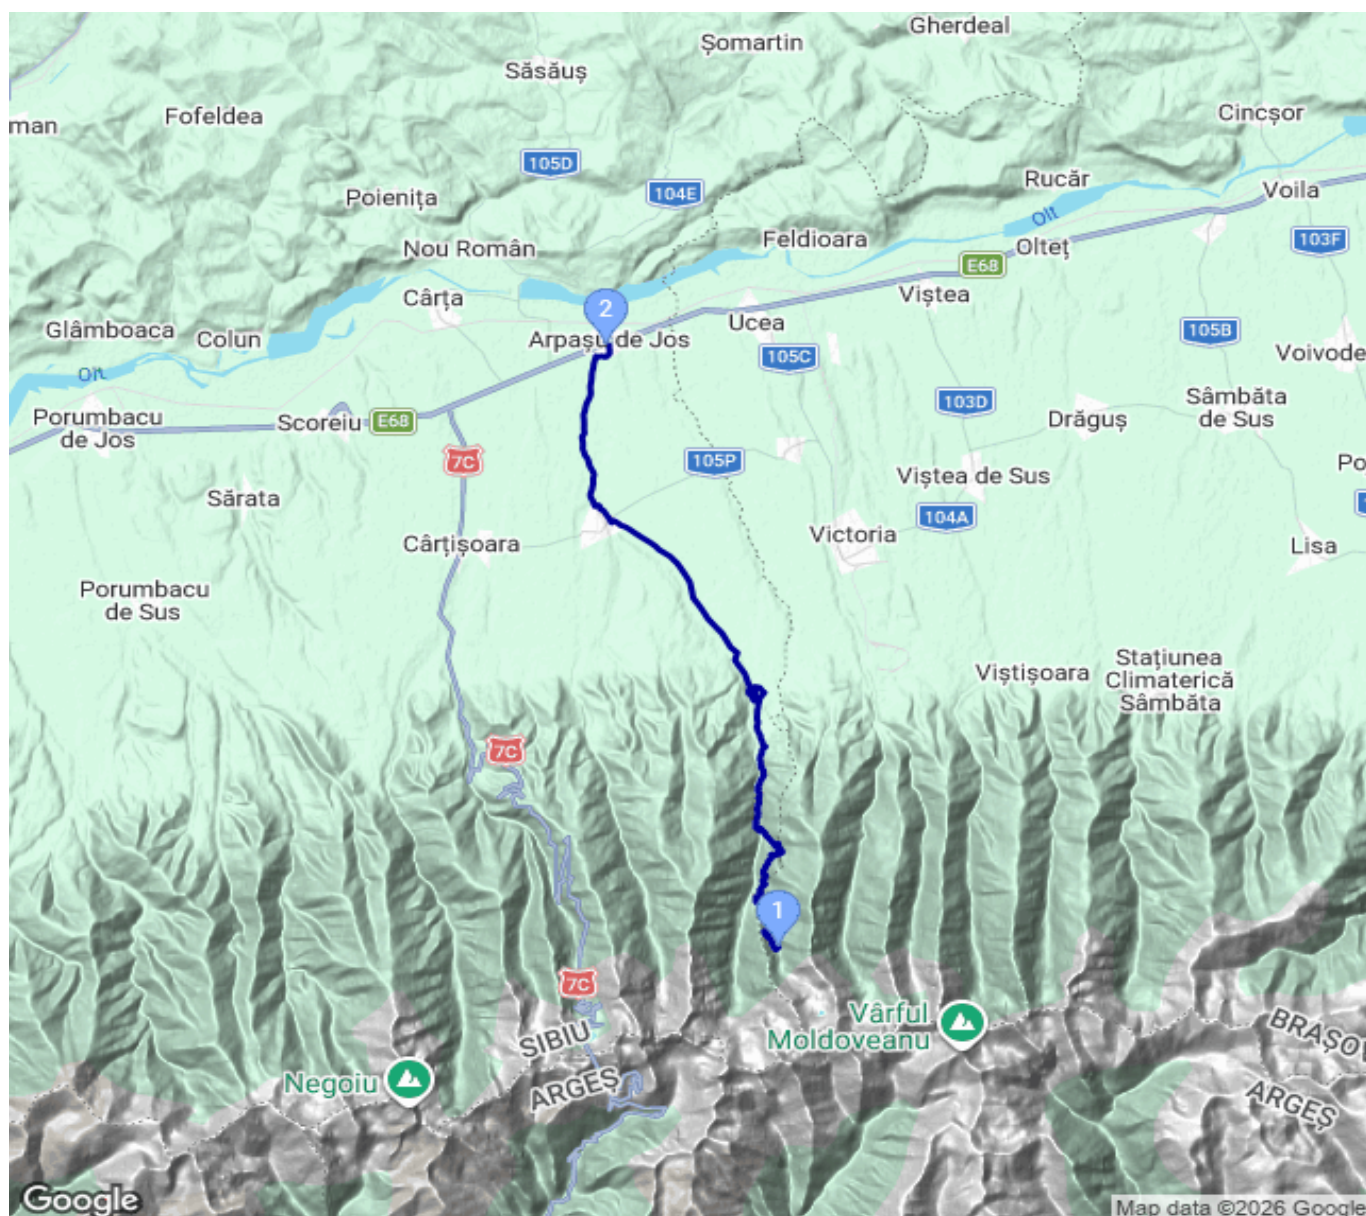 Gherdeal
Șomartin
Săsăuș
Cincșor
Fofeldea
man
105D
Rucăr
104E
Voila
Poienița
Olt
Feldioara
103F
Nou Român
Olteț
E68
Viștea
Cârța
2
Ucea
Glâmboaca
Colun
Arpașu de Jos
105B
105C
Voivode
Olt
103D
Sâmbăta
de Sus
Porumbacu
de Jos
Scoreiu
E68
Drăguș
7C
105P
Po
Viștea de Sus
Sărata
1
104A
Victoria
Cârțișoara
Lisa
Porumbacu
de Sus
Stațiunea
Climaterică
Sâmbăta
Viștișoara
7C
1
7C
Vârful
Moldoveanu
SIBIU
BRAȘOV
Negoiu
ARGEȘ
ARGEȘ
Google
Map data ©2026 Google